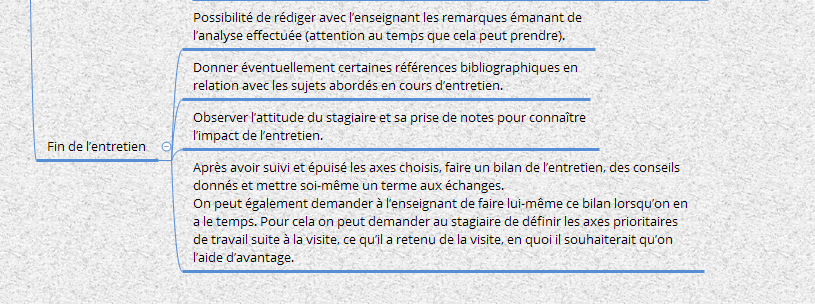 Possibilité de rédiger avec l'enseignant les remarques émanant de
l'analyse effectuée (attention au temps que cela peut prendre).
Donner éventuellement certaines références bibliographiques en
relation avec les sujets abordés en cours d'entretien.
Observer l'attitude du stagiaire et sa prise de notes pour connaître
l'impact de l'entretien.
Fin de l'entretien
Après avoir suivi et épuisé les axes choisis, faire un bilan de l'entretien, des conseils
donnés et mettre soi-même un terme aux échanges.
On peut également demander à l'enseignant de faire lui-même ce bilan lorsqu'on en
a le temps. Pour cela on peut demander au stagiaire de définir les axes prioritaires
de travail suite à la visite, ce qu'il a retenu de la visite, en quoi il souhaiterait qu'on
l'aide d'avantage.